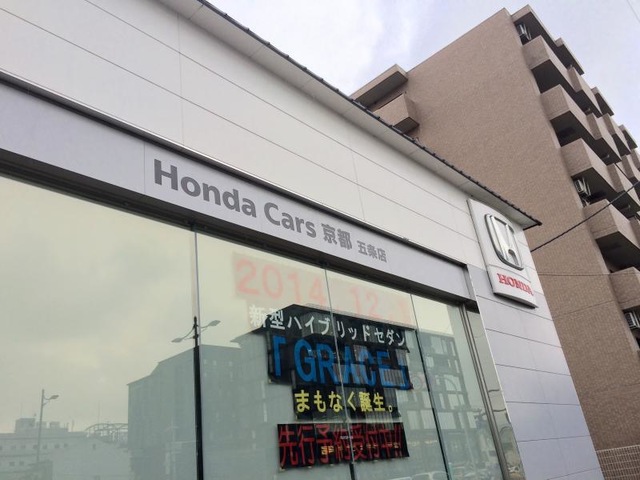 Honda Cars 京都 五条店
HONDA
2014. 12.
新型ハイブリッドセダン
「GRACE」
まもなく誕生。
先行予約受付中!!